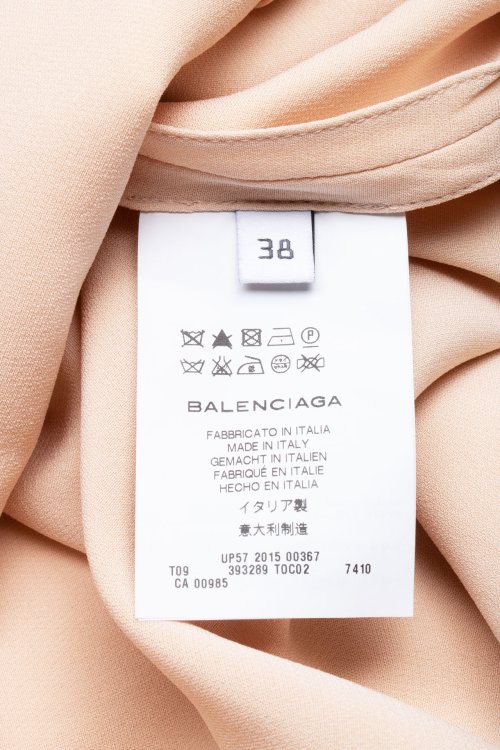 38
P
BALENCIAGA
FABBRICATO IN ITALIA
MADE IN ITALY
GEMACHT IN ITALIEN
FABRIQUÉ EN ITALIE
HECHO EN ITALIA
イタリア製
意大利制造
UP57 2015 00367
T09 393289 TOC02 7410
CA 00985